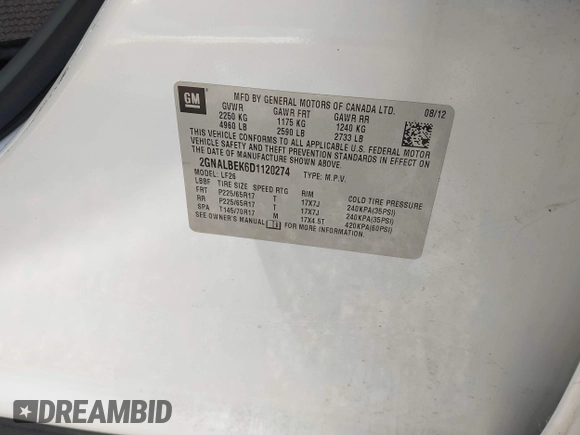 GM
MFD BY GENERAL MOTORS OF CANADA LTD. 08/12
GVWR GAWR FRT GAWR RR
2250 KG 1175 KG 1240 KG
4960 LB 2590 LB 2733 LB
THIS VEHICLE CONFORMS TO ALL APPLICABLE U.S. FEDERAL MOTOR
VEHICLE SAFETY AND BUMPER STANDARDS IN EFFECT ON
THE DATE OF MANUFACTURE SHOWN ABOVE.
2GNALBEK6D1120274 TYPE: M.P.V.
MODEL: LF26
LBBF TIRE SIZE SPEED RTG RIM COLD TIRE PRESSURE
FRT P225/65R17 T 17X7J 240KPA(35PSI)
RR P225/65R17 T 17X7J 240KPA(35PSI)
SPA T145/70R17 M 17X4.5T 420KPA(60PSI)
SEE OWNER'S MANUAL FOR MORE INFORMATION.
DREAMBID